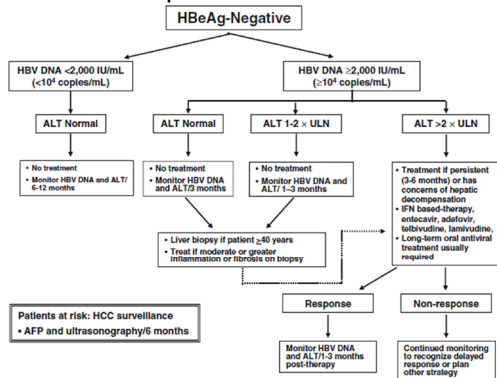 HBeAg-Negative
HBV DNA <2,000 IU/mL
(<10⁴ copies/mL)
HBV DNA ≥2,000 IU/mL
(≥10⁴ copies/mL)
ALT Normal
ALT Normal
ALT 1-2 × ULN
ALT >2 × ULN
• No treatment
• Monitor HBV DNA and ALT/
6-12 months
• No treatment
• Monitor HBV DNA
and ALT/3 months
• No treatment
• Monitor HBV DNA and
ALT/ 1–3 months
• Treatment if persistent
(3-6 months) or has
concerns of hepatic
decompensation
• IFN based-therapy,
entecavir, adefovir,
telbivudine, lamivudine,
• Long-term oral antiviral
treatment usually
required
• Liver biopsy if patient ≥40 years
• Treat if moderate or greater
inflammation or fibrosis on biopsy
Response
Non-response
Monitor HBV DNA
and ALT/1-3 months
post-therapy
Continued monitoring
to recognize delayed
response or plan
other strategy
Patients at risk: HCC surveillance
• AFP and ultrasonography/6 months